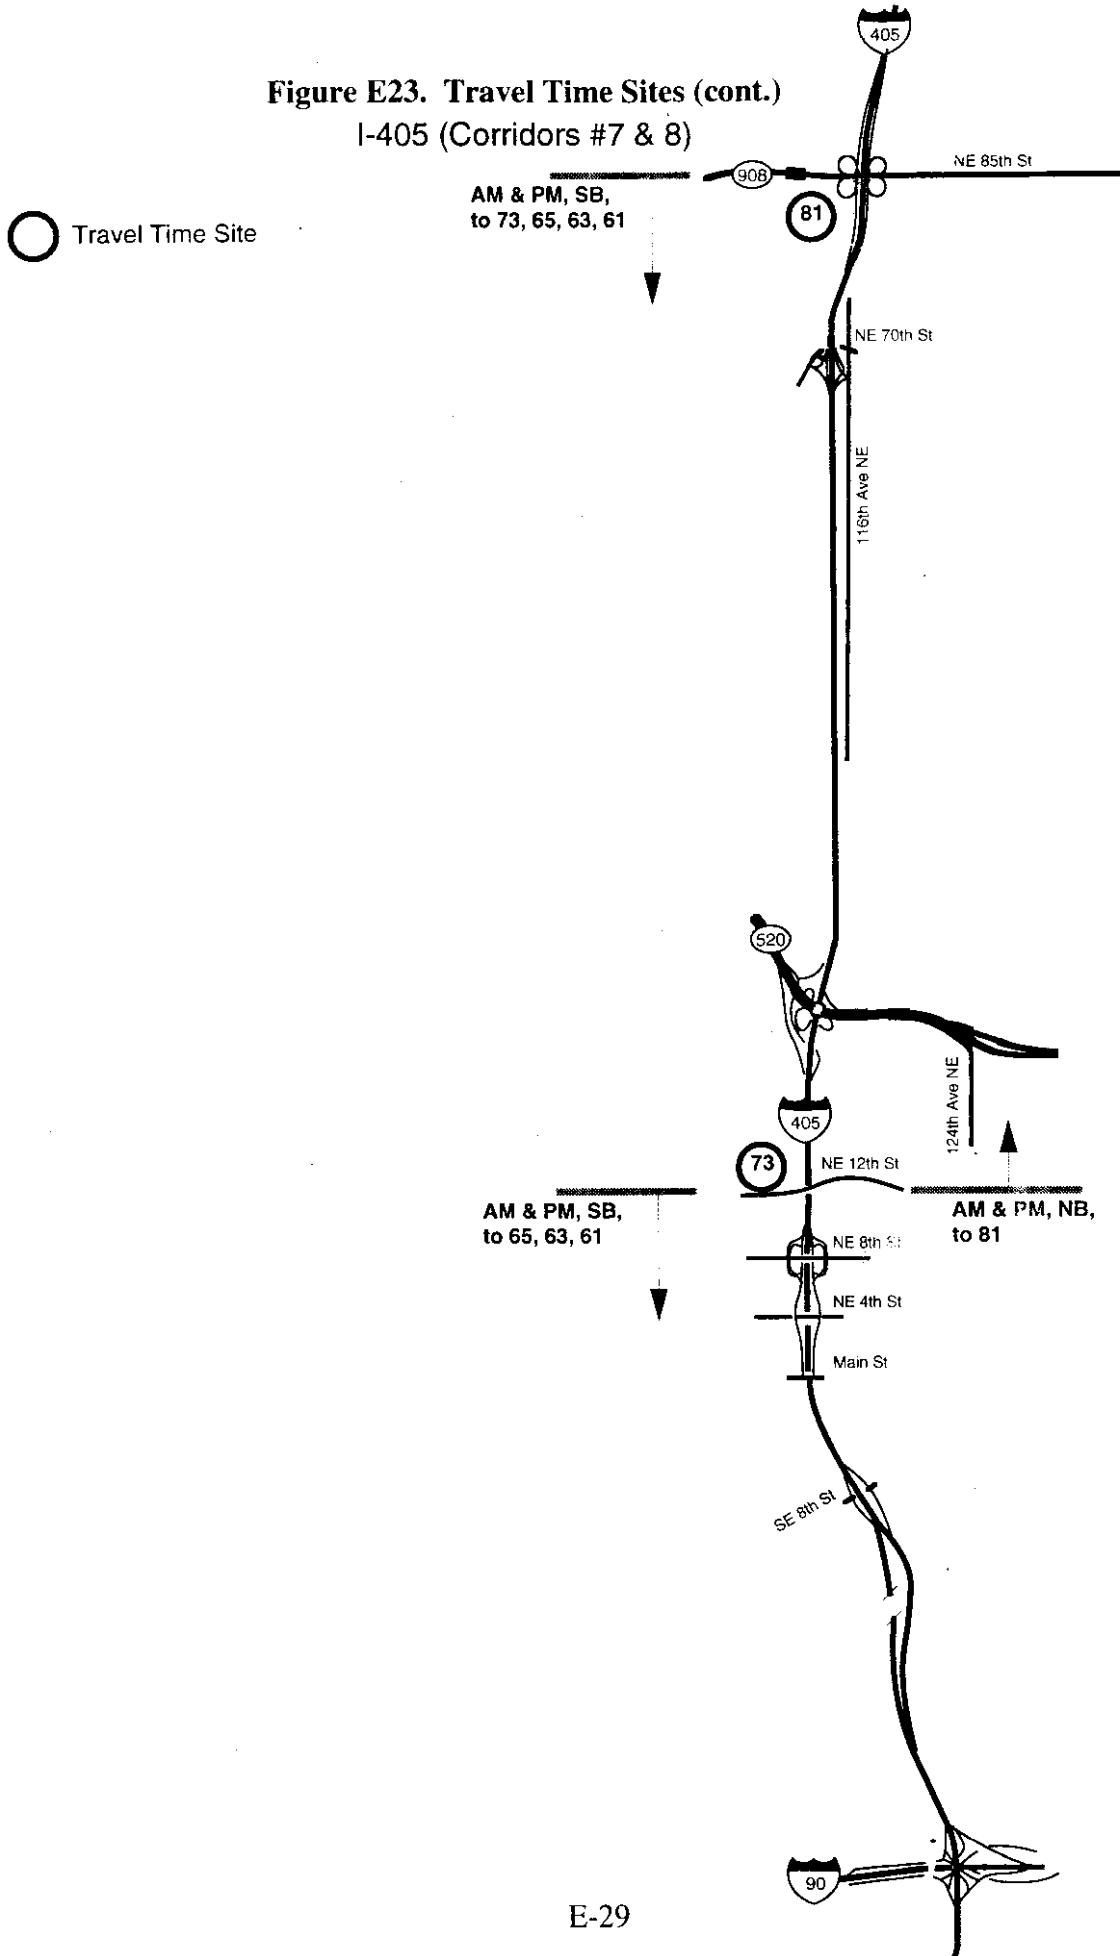 405
Figure E23. Travel Time Sites (cont.)
I-405 (Corridors #7 & 8)
NE 85th St
908
AM & PM, SB,
to 73, 65, 63, 61
81
Travel Time Site
NE 70th St
116th Ave NE
520
124th Ave NE
405
73
NE 12th St
AM & PM, SB,
to 65, 63, 61
AM & PM, NB,
to 81
NE 8th St
NE 4th St
Main St
SE 8th St
90
E-29